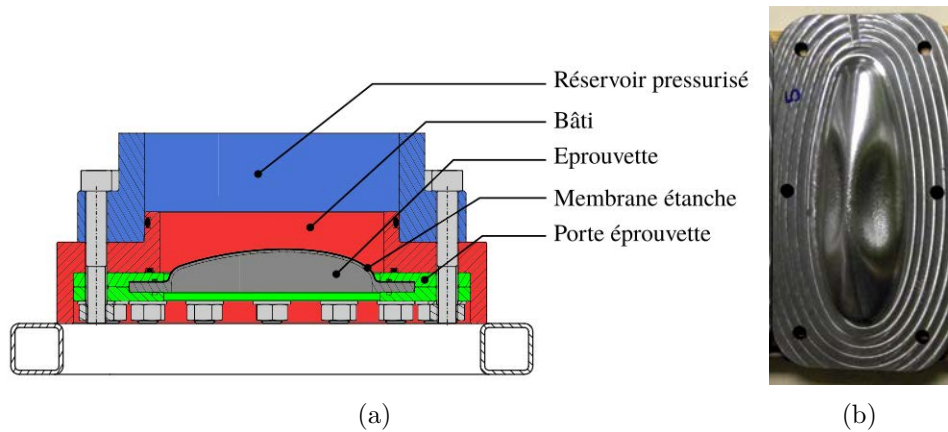 Réservoir pressurisé
Bâti
Eprouvette
Membrane étanche
Porte éprouvette
(a)
(b)